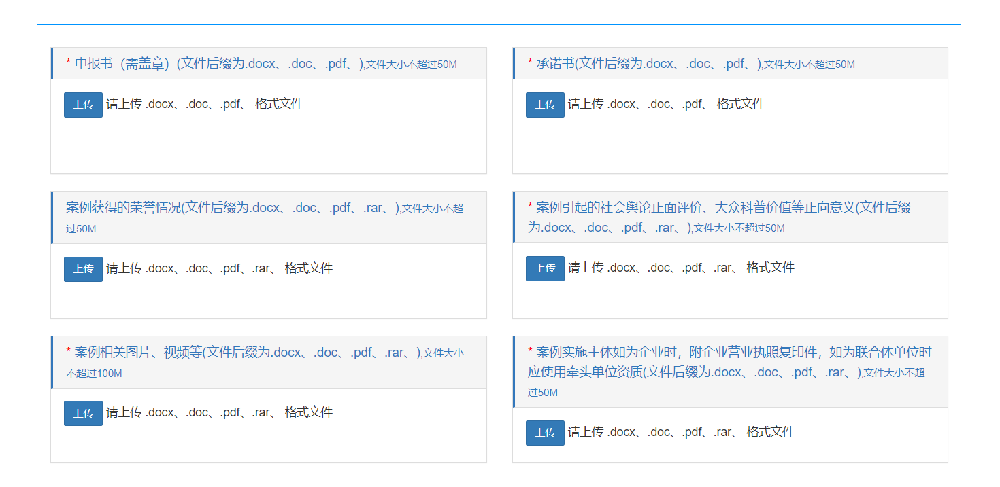 * 申报书（需盖章）(文件后缀为.docx、.doc、.pdf、),文件大小不超过50M
上传 请上传 .docx、.doc、.pdf、 格式文件
* 承诺书(文件后缀为.docx、.doc、.pdf、),文件大小不超过50M
上传 请上传 .docx、.doc、.pdf、 格式文件
案例获得的荣誉情况(文件后缀为.docx、.doc、.pdf、.rar、),文件大小不超
过50M
上传 请上传 .docx、.doc、.pdf、.rar、 格式文件
* 案例引起的社会舆论正面评价、大众科普价值等正向意义(文件后缀
为.docx、.doc、.pdf、.rar、),文件大小不超过50M
上传 请上传 .docx、.doc、.pdf、.rar、 格式文件
* 案例相关图片、视频等(文件后缀为.docx、.doc、.pdf、.rar、),文件大小
不超过100M
上传 请上传 .docx、.doc、.pdf、.rar、 格式文件
* 案例实施主体如为企业时，附企业营业执照复印件，如为联合体单位时
应使用牵头单位资质(文件后缀为.docx、.doc、.pdf、.rar、),文件大小不超
过50M
上传 请上传 .docx、.doc、.pdf、.rar、 格式文件